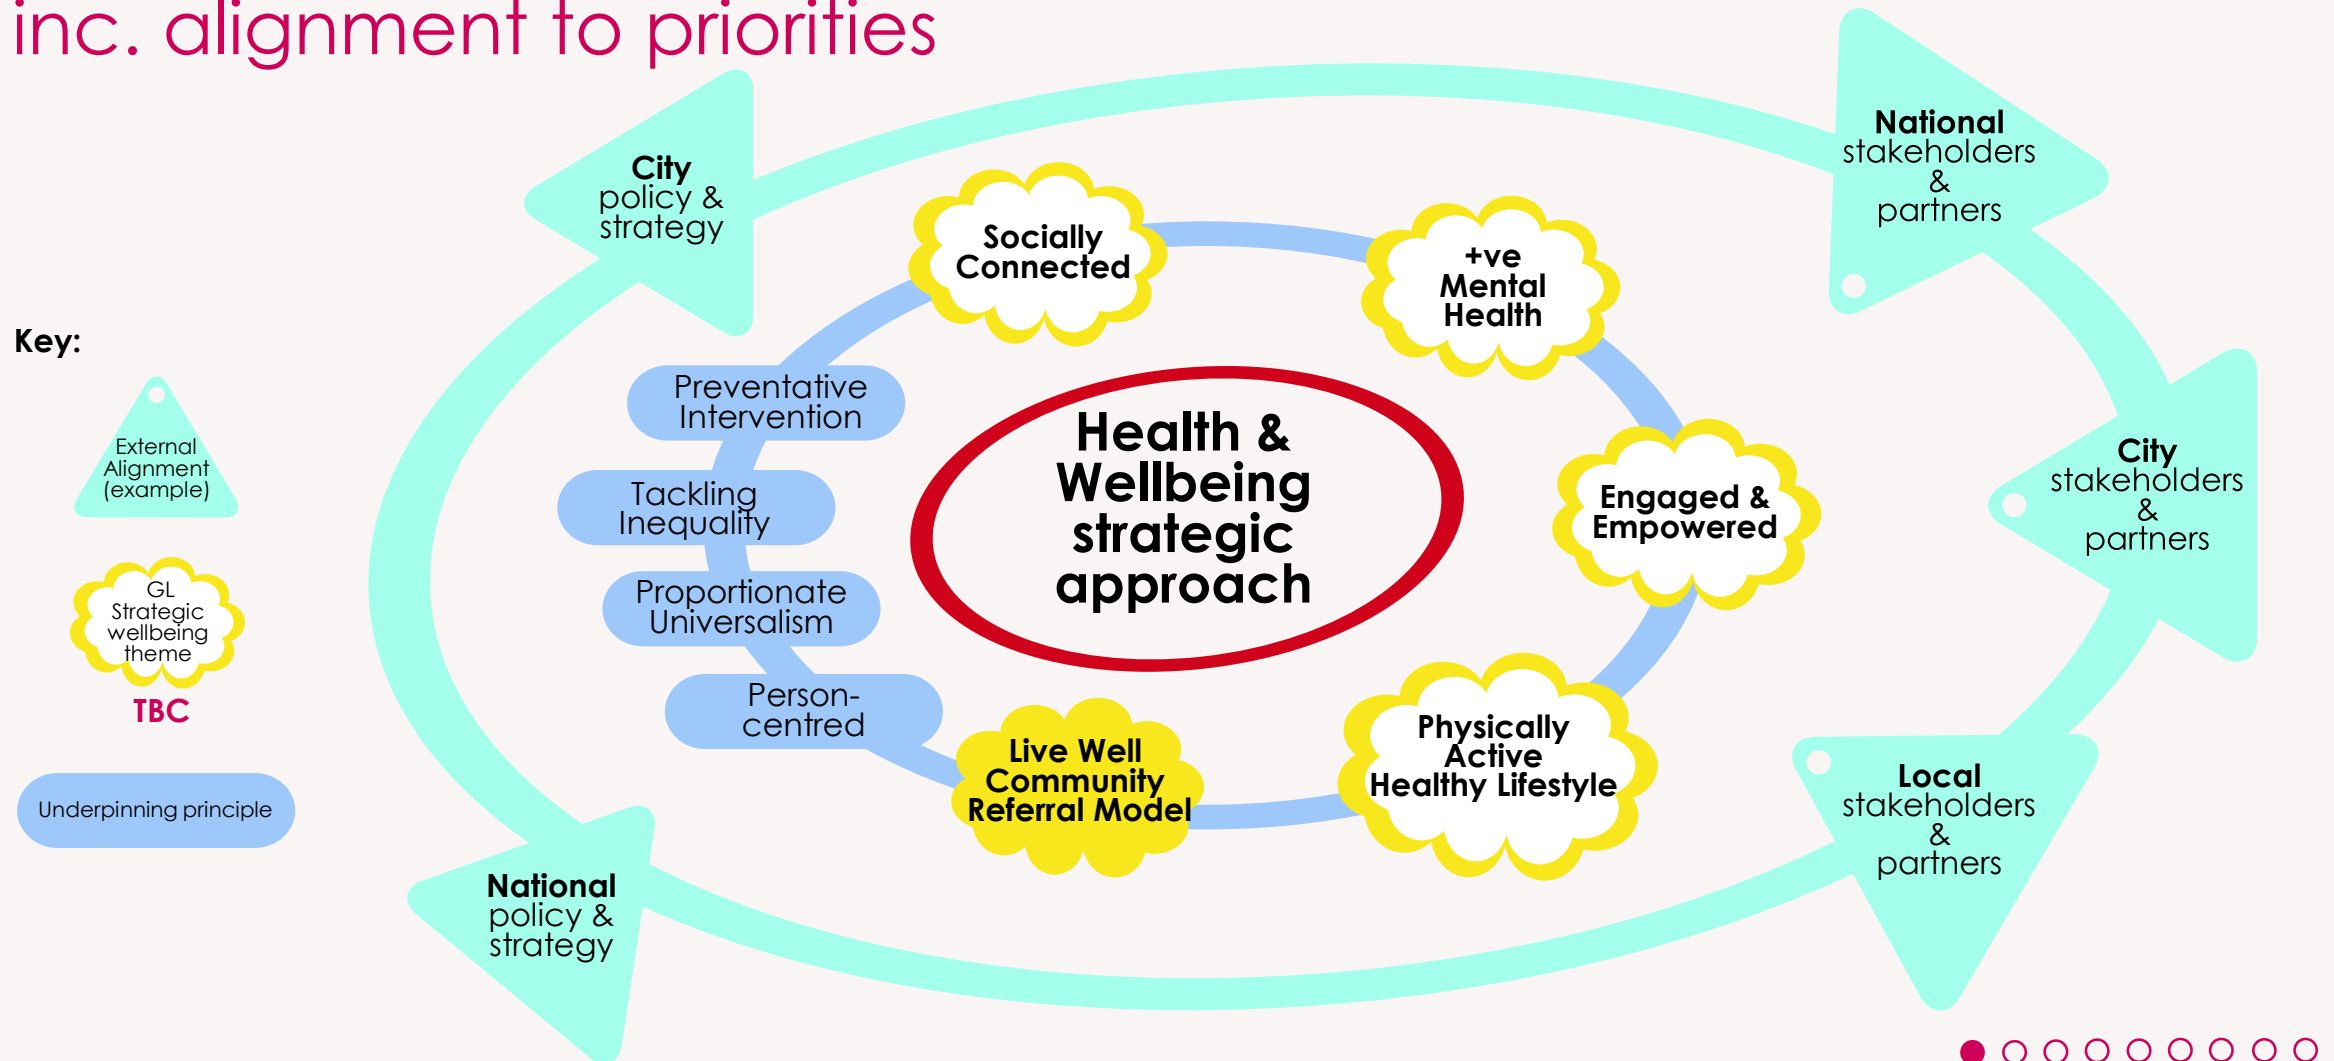 inc. alignment to priorities
City
policy &
strategy
National
stakeholders
&
partners
Socially
Connected
+ve
Mental
Health
Key:
External
Alignment
(example)
GL
Strategic
wellbeing
theme
TBC
Underpinning principle
Preventative
Intervention
Tackling
Inequality
Proportionate
Universalism
Person-
centred
Health &
Wellbeing
strategic
approach
Engaged &
Empowered
City
stakeholders
&
partners
Live Well
Community
Referral Model
Physically
Active
Healthy Lifestyle
Local
stakeholders
&
partners
National
policy &
strategy